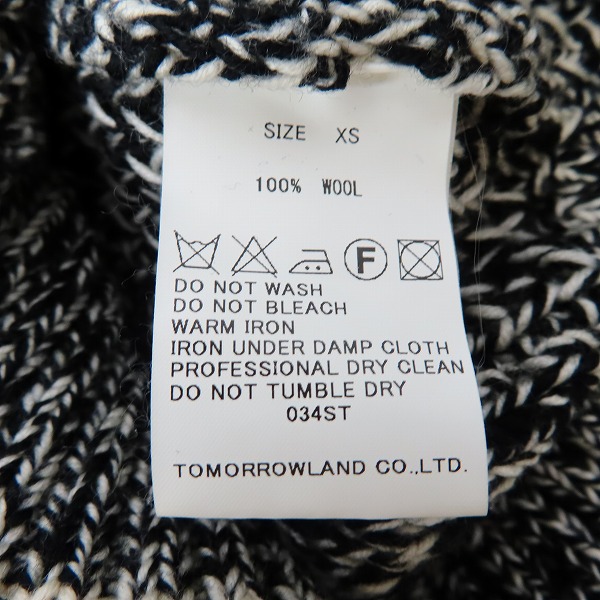 SIZE XS
100% WOOL
F
DO NOT WASH
DO NOT BLEACH
WARM IRON
IRON UNDER DAMP CLOTH
PROFESSIONAL DRY CLEAN
DO NOT TUMBLE DRY
034ST
TOMORROWLAND CO.,LTD.